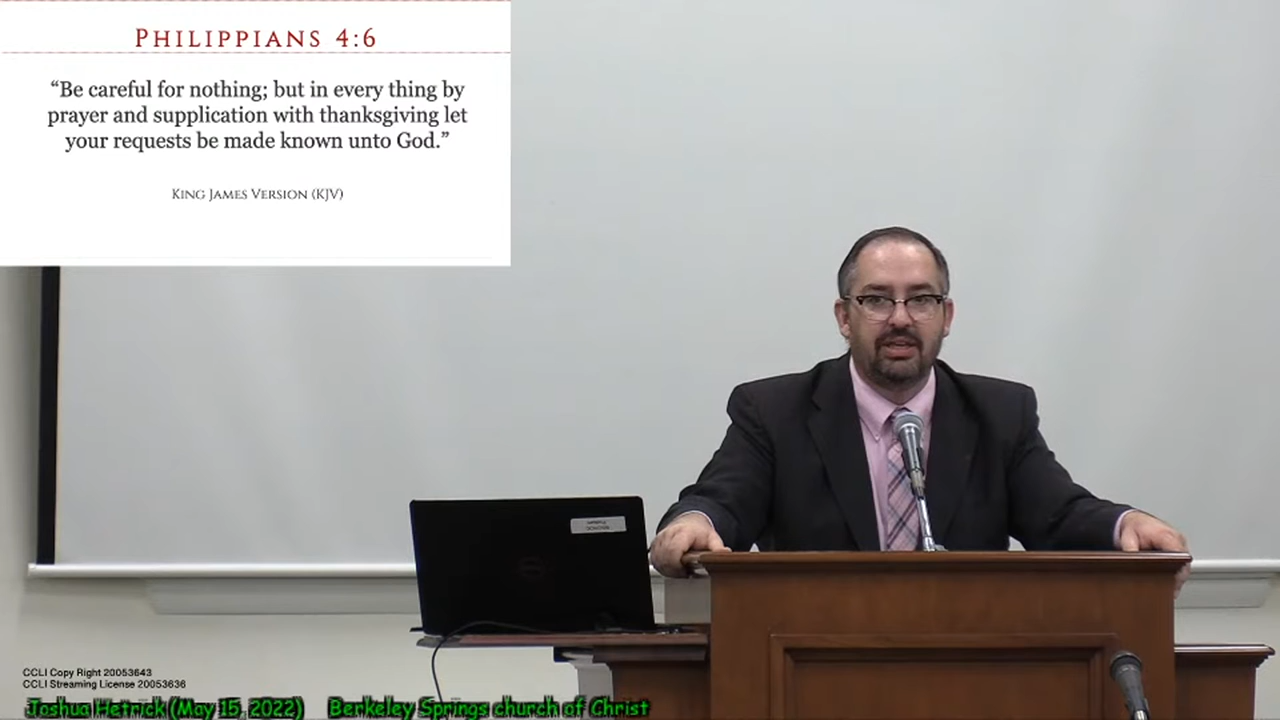 PHILIPPIANS 4:6
“Be careful for nothing; but in every thing by
prayer and supplication with thanksgiving let
your requests be made known unto God.”
KING JAMES VERSION (KJV)
CCLI Copy Right 20053643
CCLI Streaming License 20053636
Joshua Hetrick (May 15, 2022) Berkeley Springs church of Christ